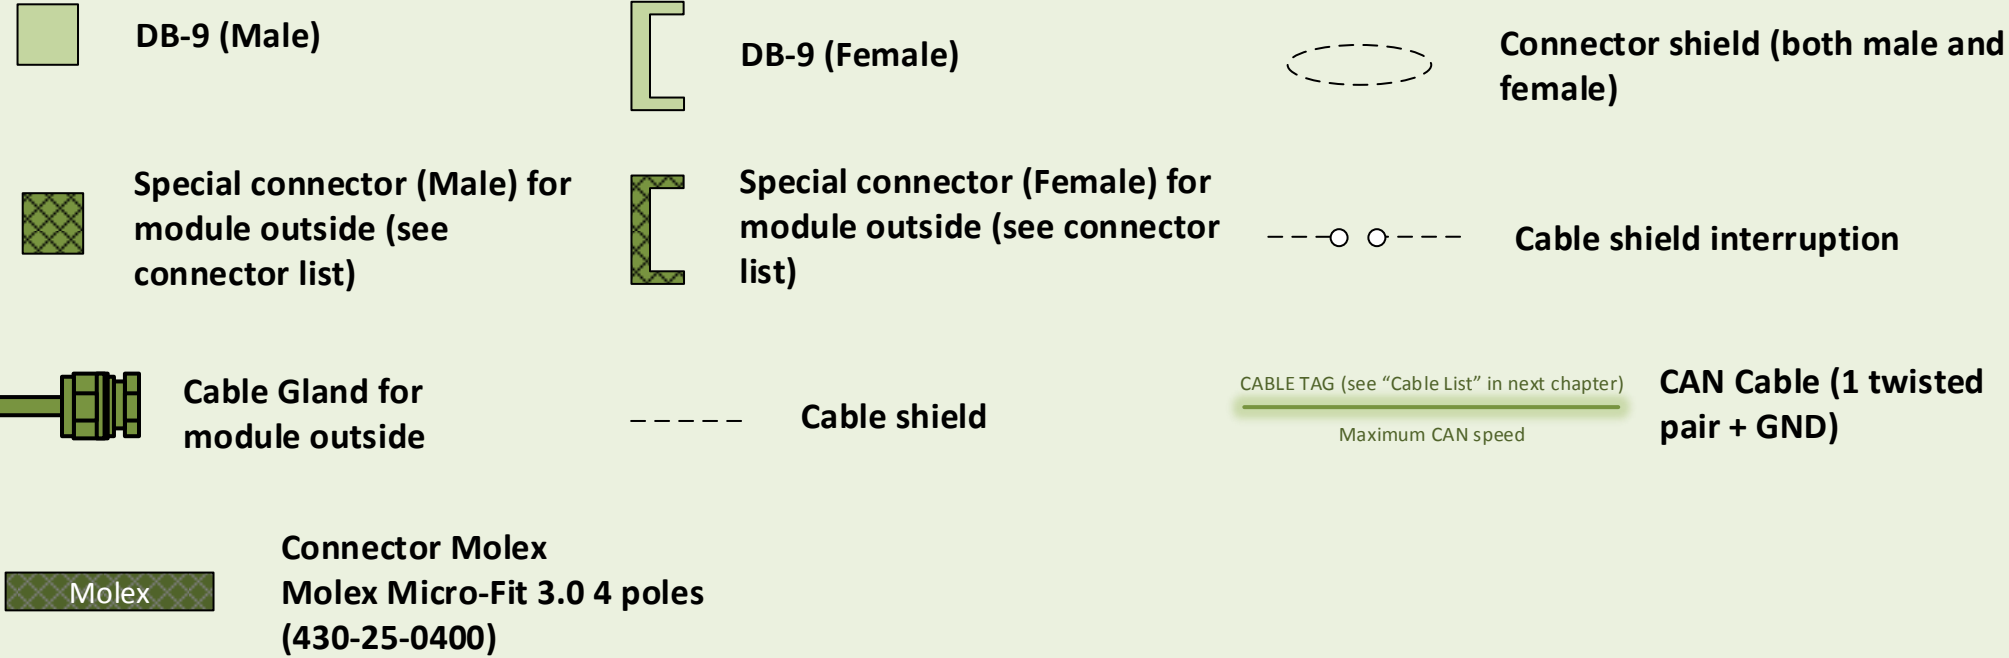 DB-9 (Male)
DB-9 (Female)
Connector shield (both male and
female)
Special connector (Male) for
module outside (see
connector list)
Special connector (Female) for
module outside (see connector
list)
Cable shield interruption
Cable Gland for
module outside
Cable shield
CABLE TAG (see “Cable List” in next chapter)
Maximum CAN speed
CAN Cable (1 twisted
pair + GND)
Molex
Connector Molex
Molex Micro-Fit 3.0 4 poles
(430-25-0400)